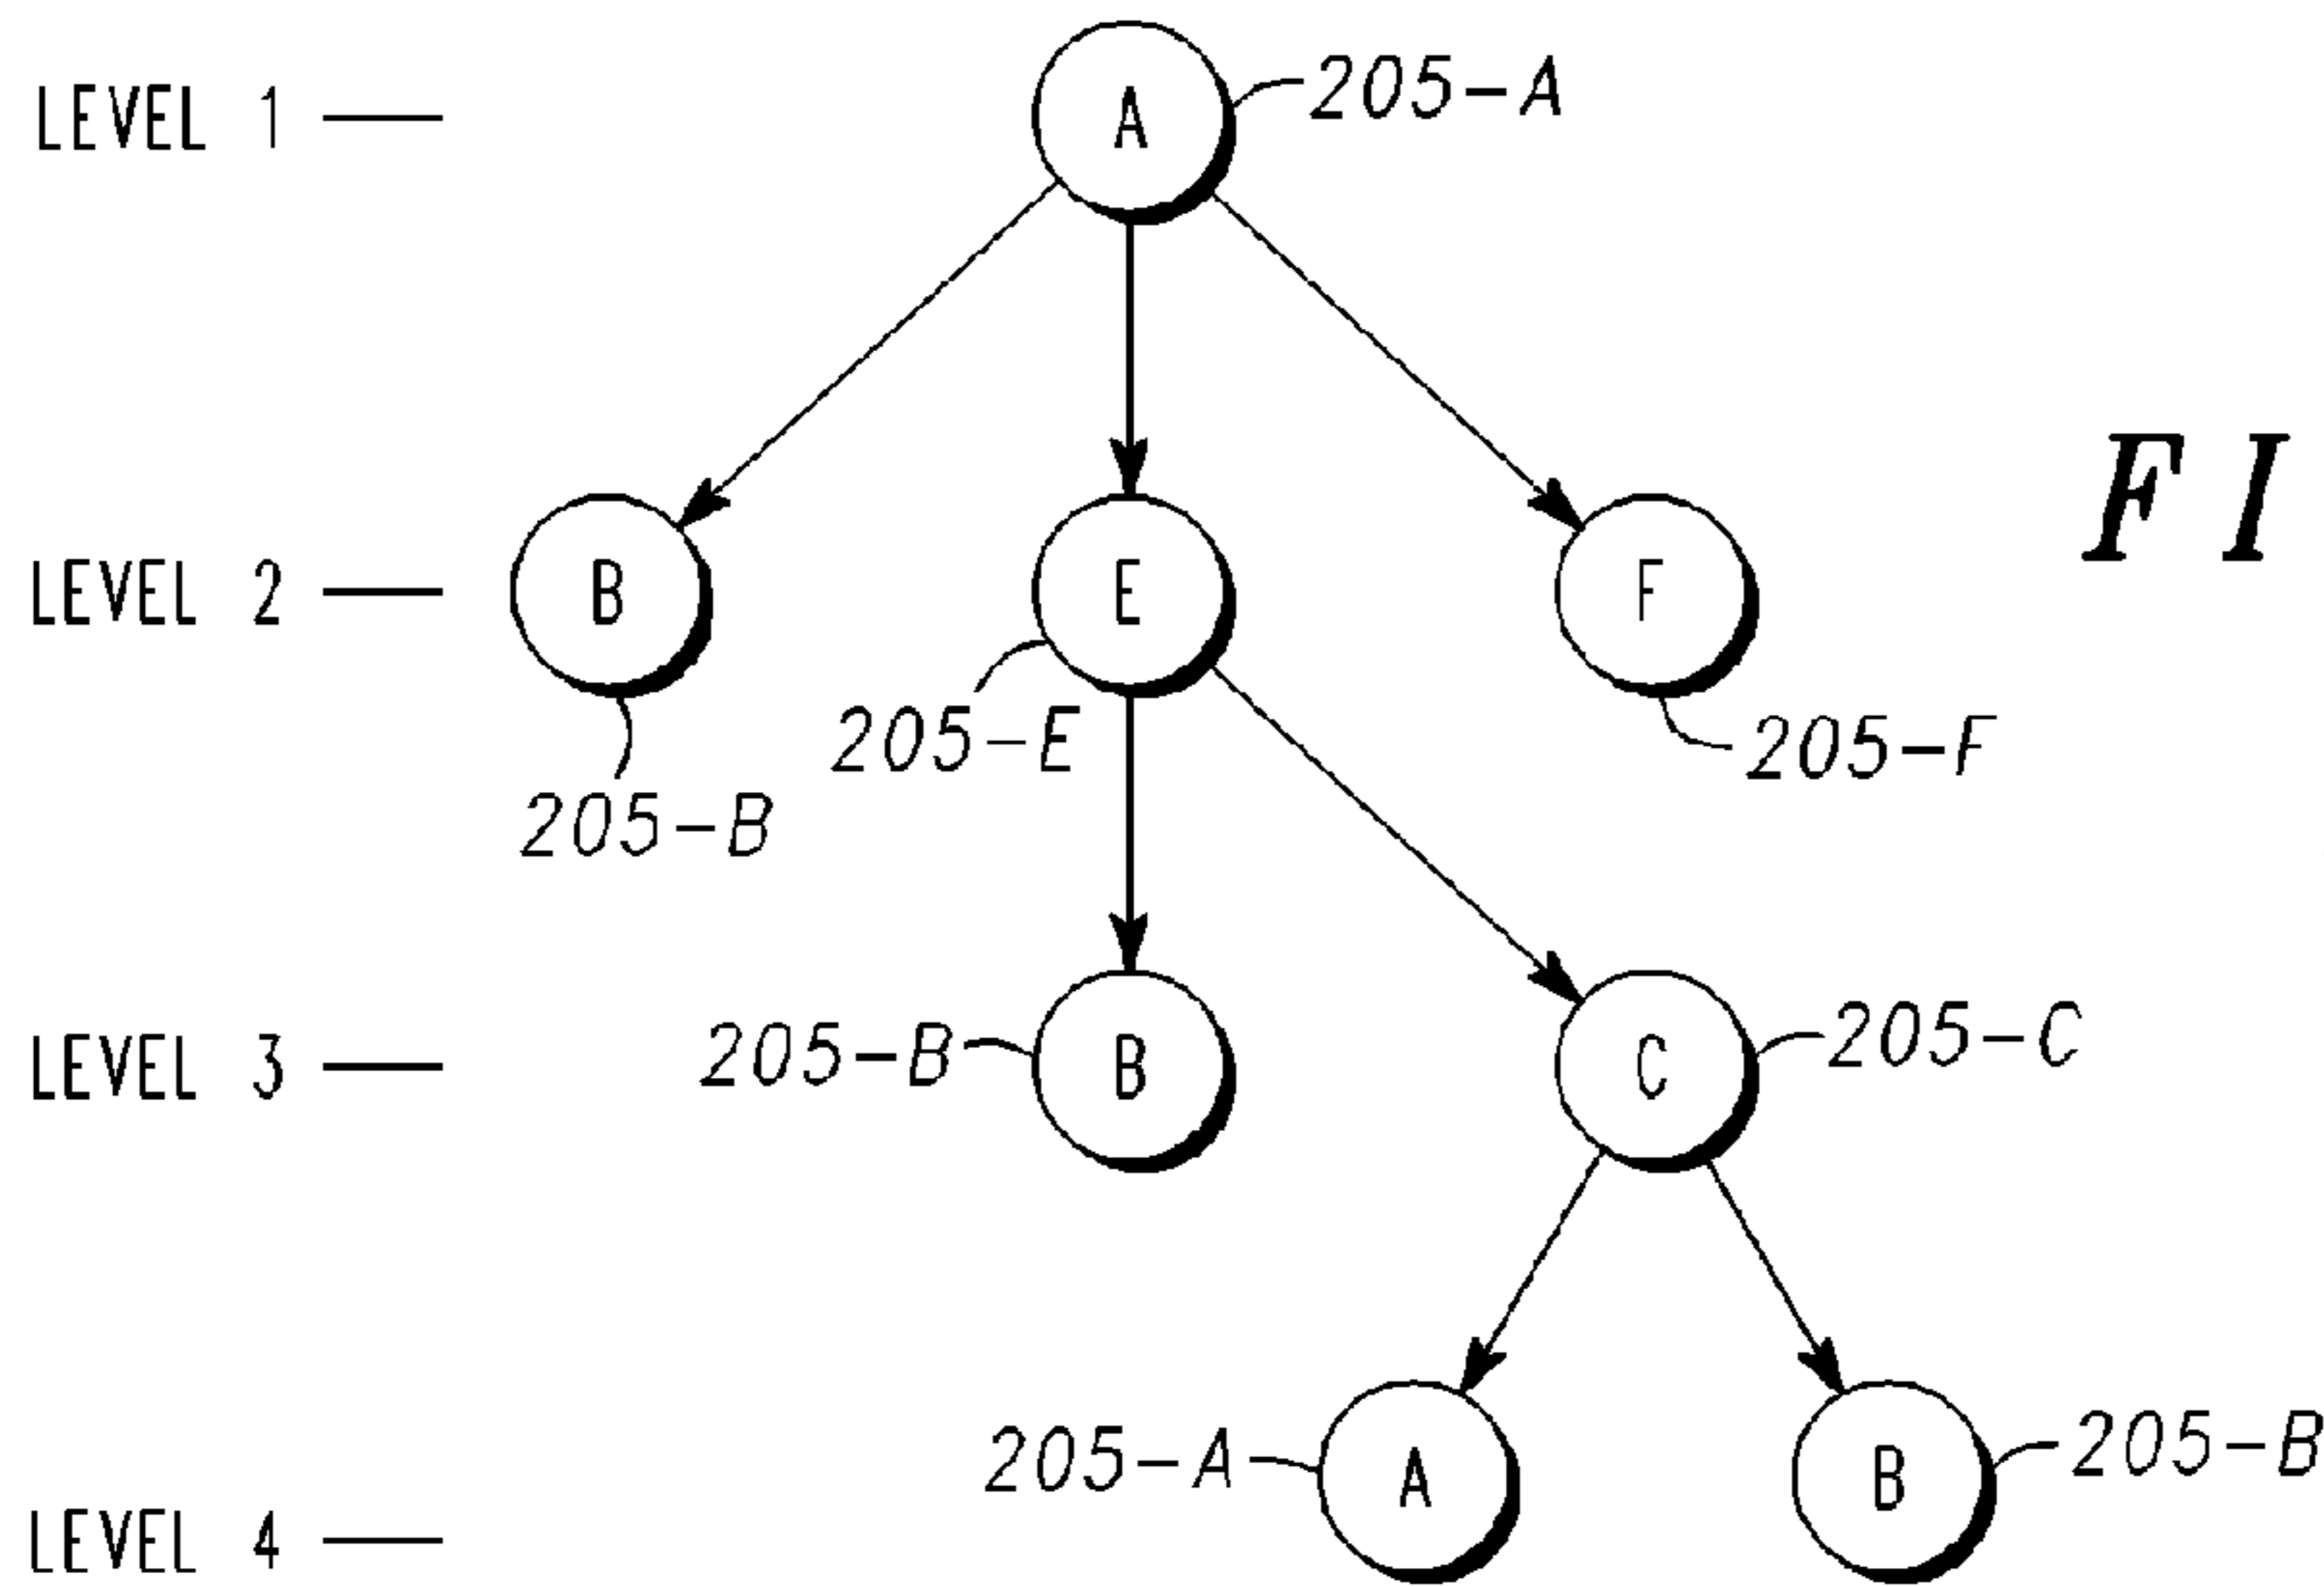 LEVEL 1 A 205-A
FI
LEVEL 2 B E F
205-E 205-F
205-B
LEVEL 3 205-B B C 205-C
205-A A B 205-B
LEVEL 4